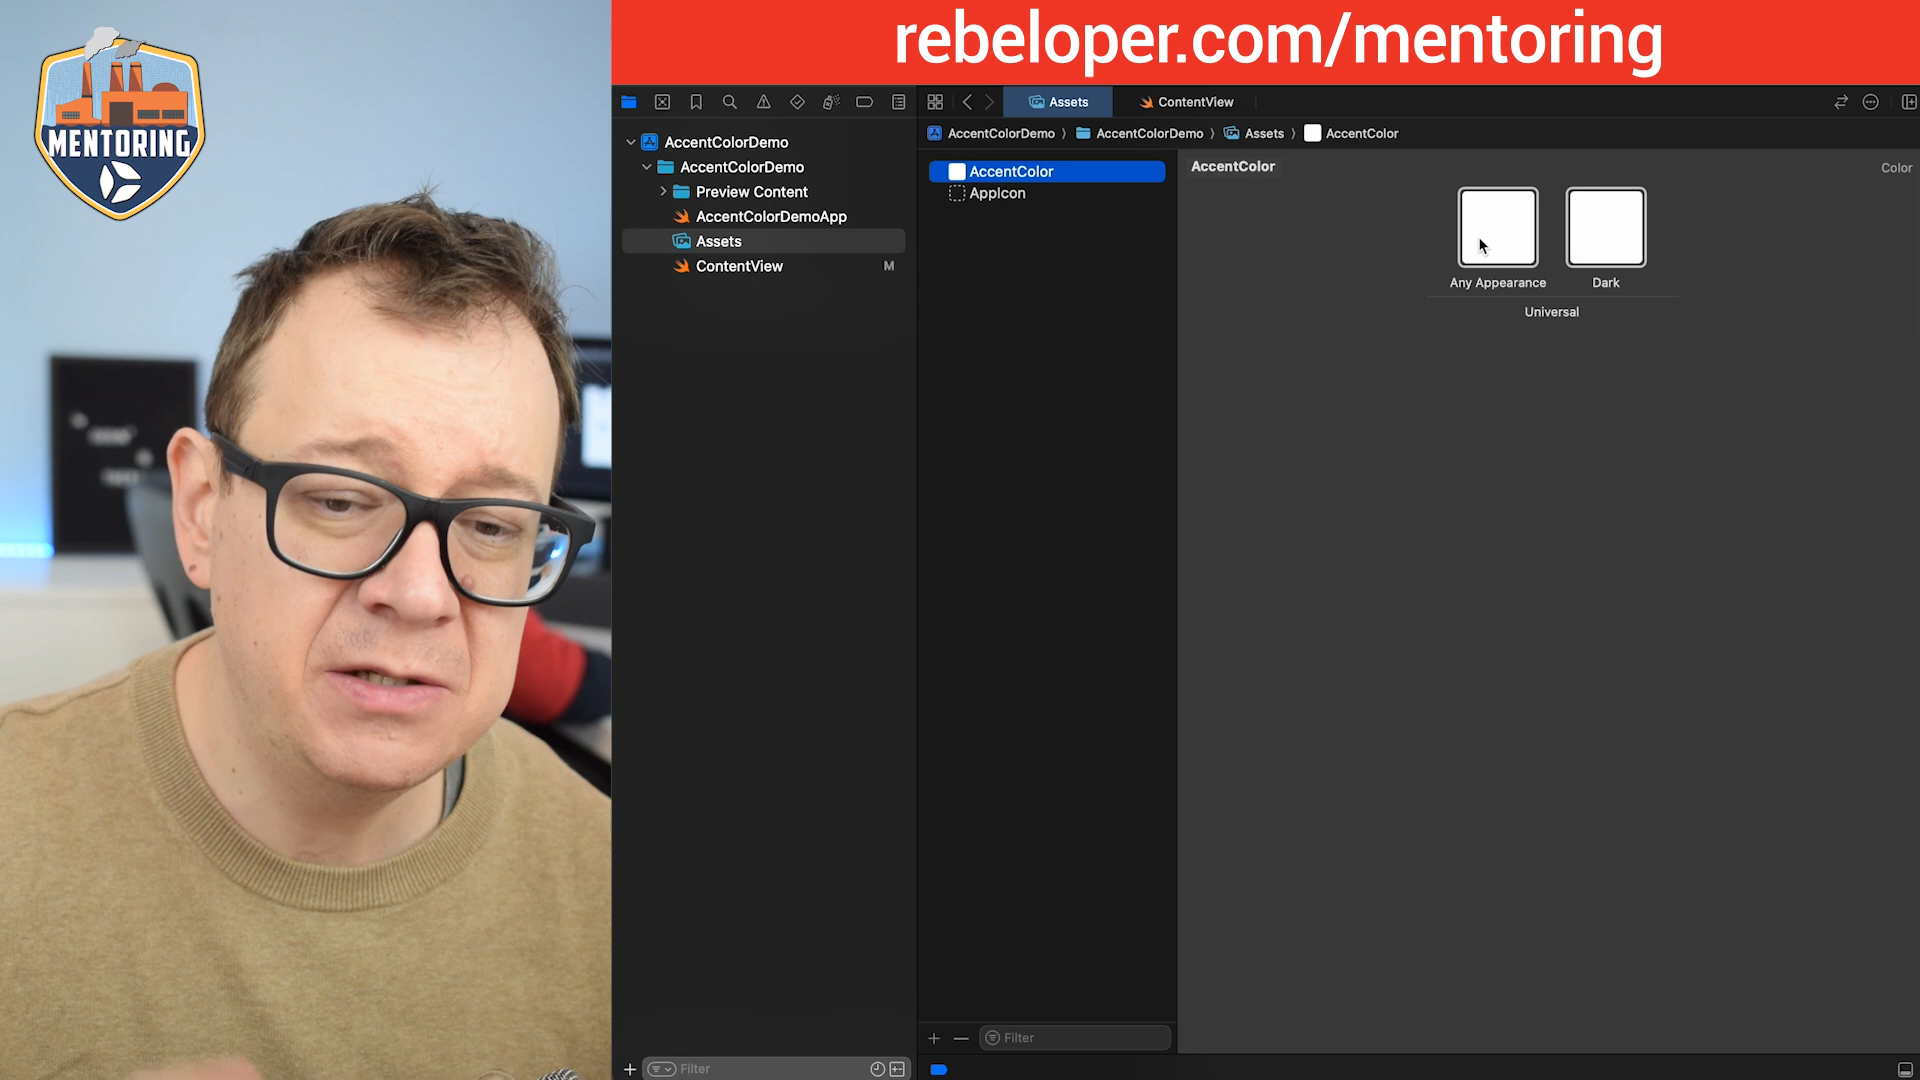 rebeloper.com/mentoring
MENTORING
Assets
ContentView
AccentColorDemo
AccentColorDemo
Assets
AccentColor
AccentColorDemo
AccentColorDemo
Preview Content
AccentColorDemoApp
Assets
ContentView
M
AccentColor
AppIcon
AccentColor
Color
Any Appearance
Dark
Universal
Filter
Filter